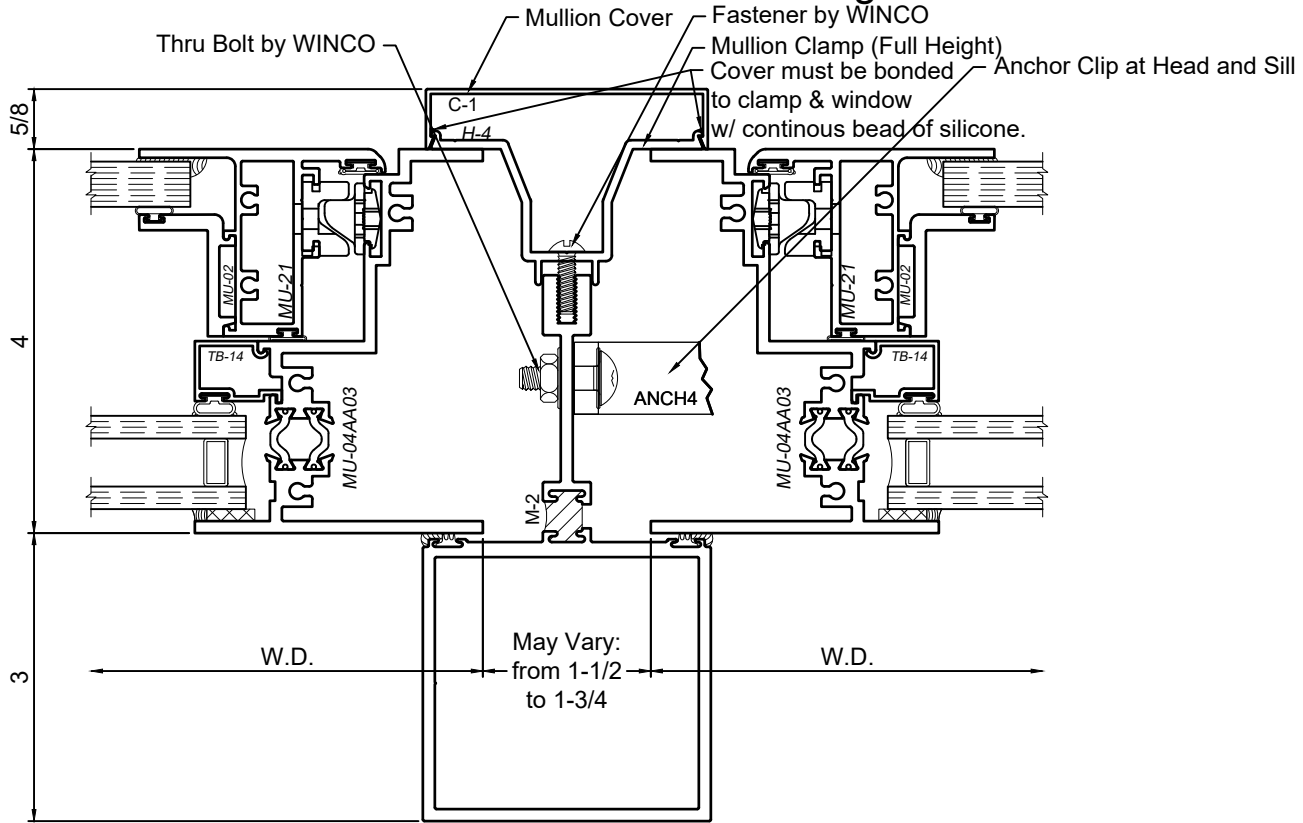 Mullion Cover
Fastener by WINCO
Thru Bolt by WINCO
Mullion Clamp (Full Height)
Cover must be bonded
to clamp & window
w/ continous bead of silicone.
Anchor Clip at Head and Sill
5/8
C-1
H-4
4
MU-02
MU-21
MU-21
MU-02
TB-14
TB-14
ANCH4
MU-04AA03
MU-04AA03
M-2
3
W.D.
May Vary:
from 1-1/2
to 1-3/4
W.D.